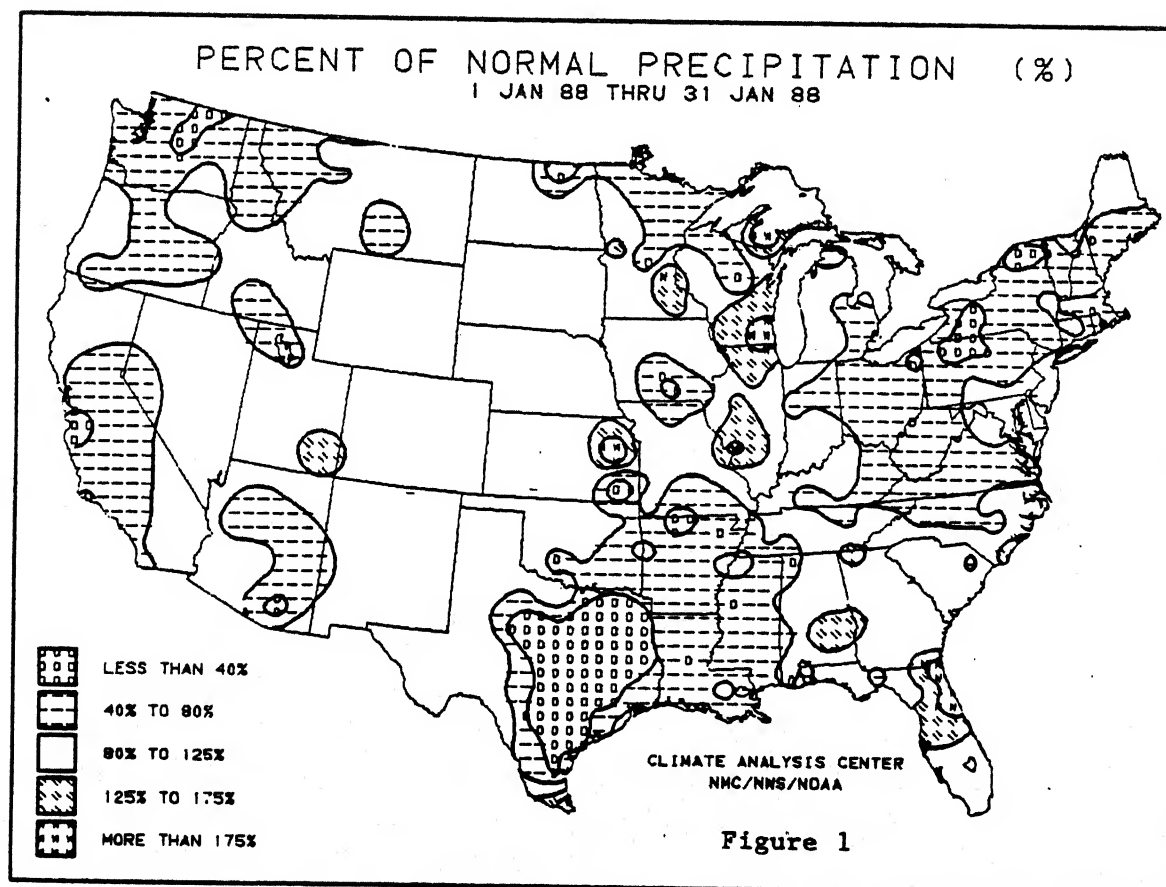 PERCENT OF NORMAL PRECIPITATION (%)
1 JAN 88 THRU 31 JAN 88
LESS THAN 40%
40% TO 80%
80% TO 125%
125% TO 175%
MORE THAN 175%
CLIMATE ANALYSIS CENTER
NMC/NWS/NOAA
Figure 1